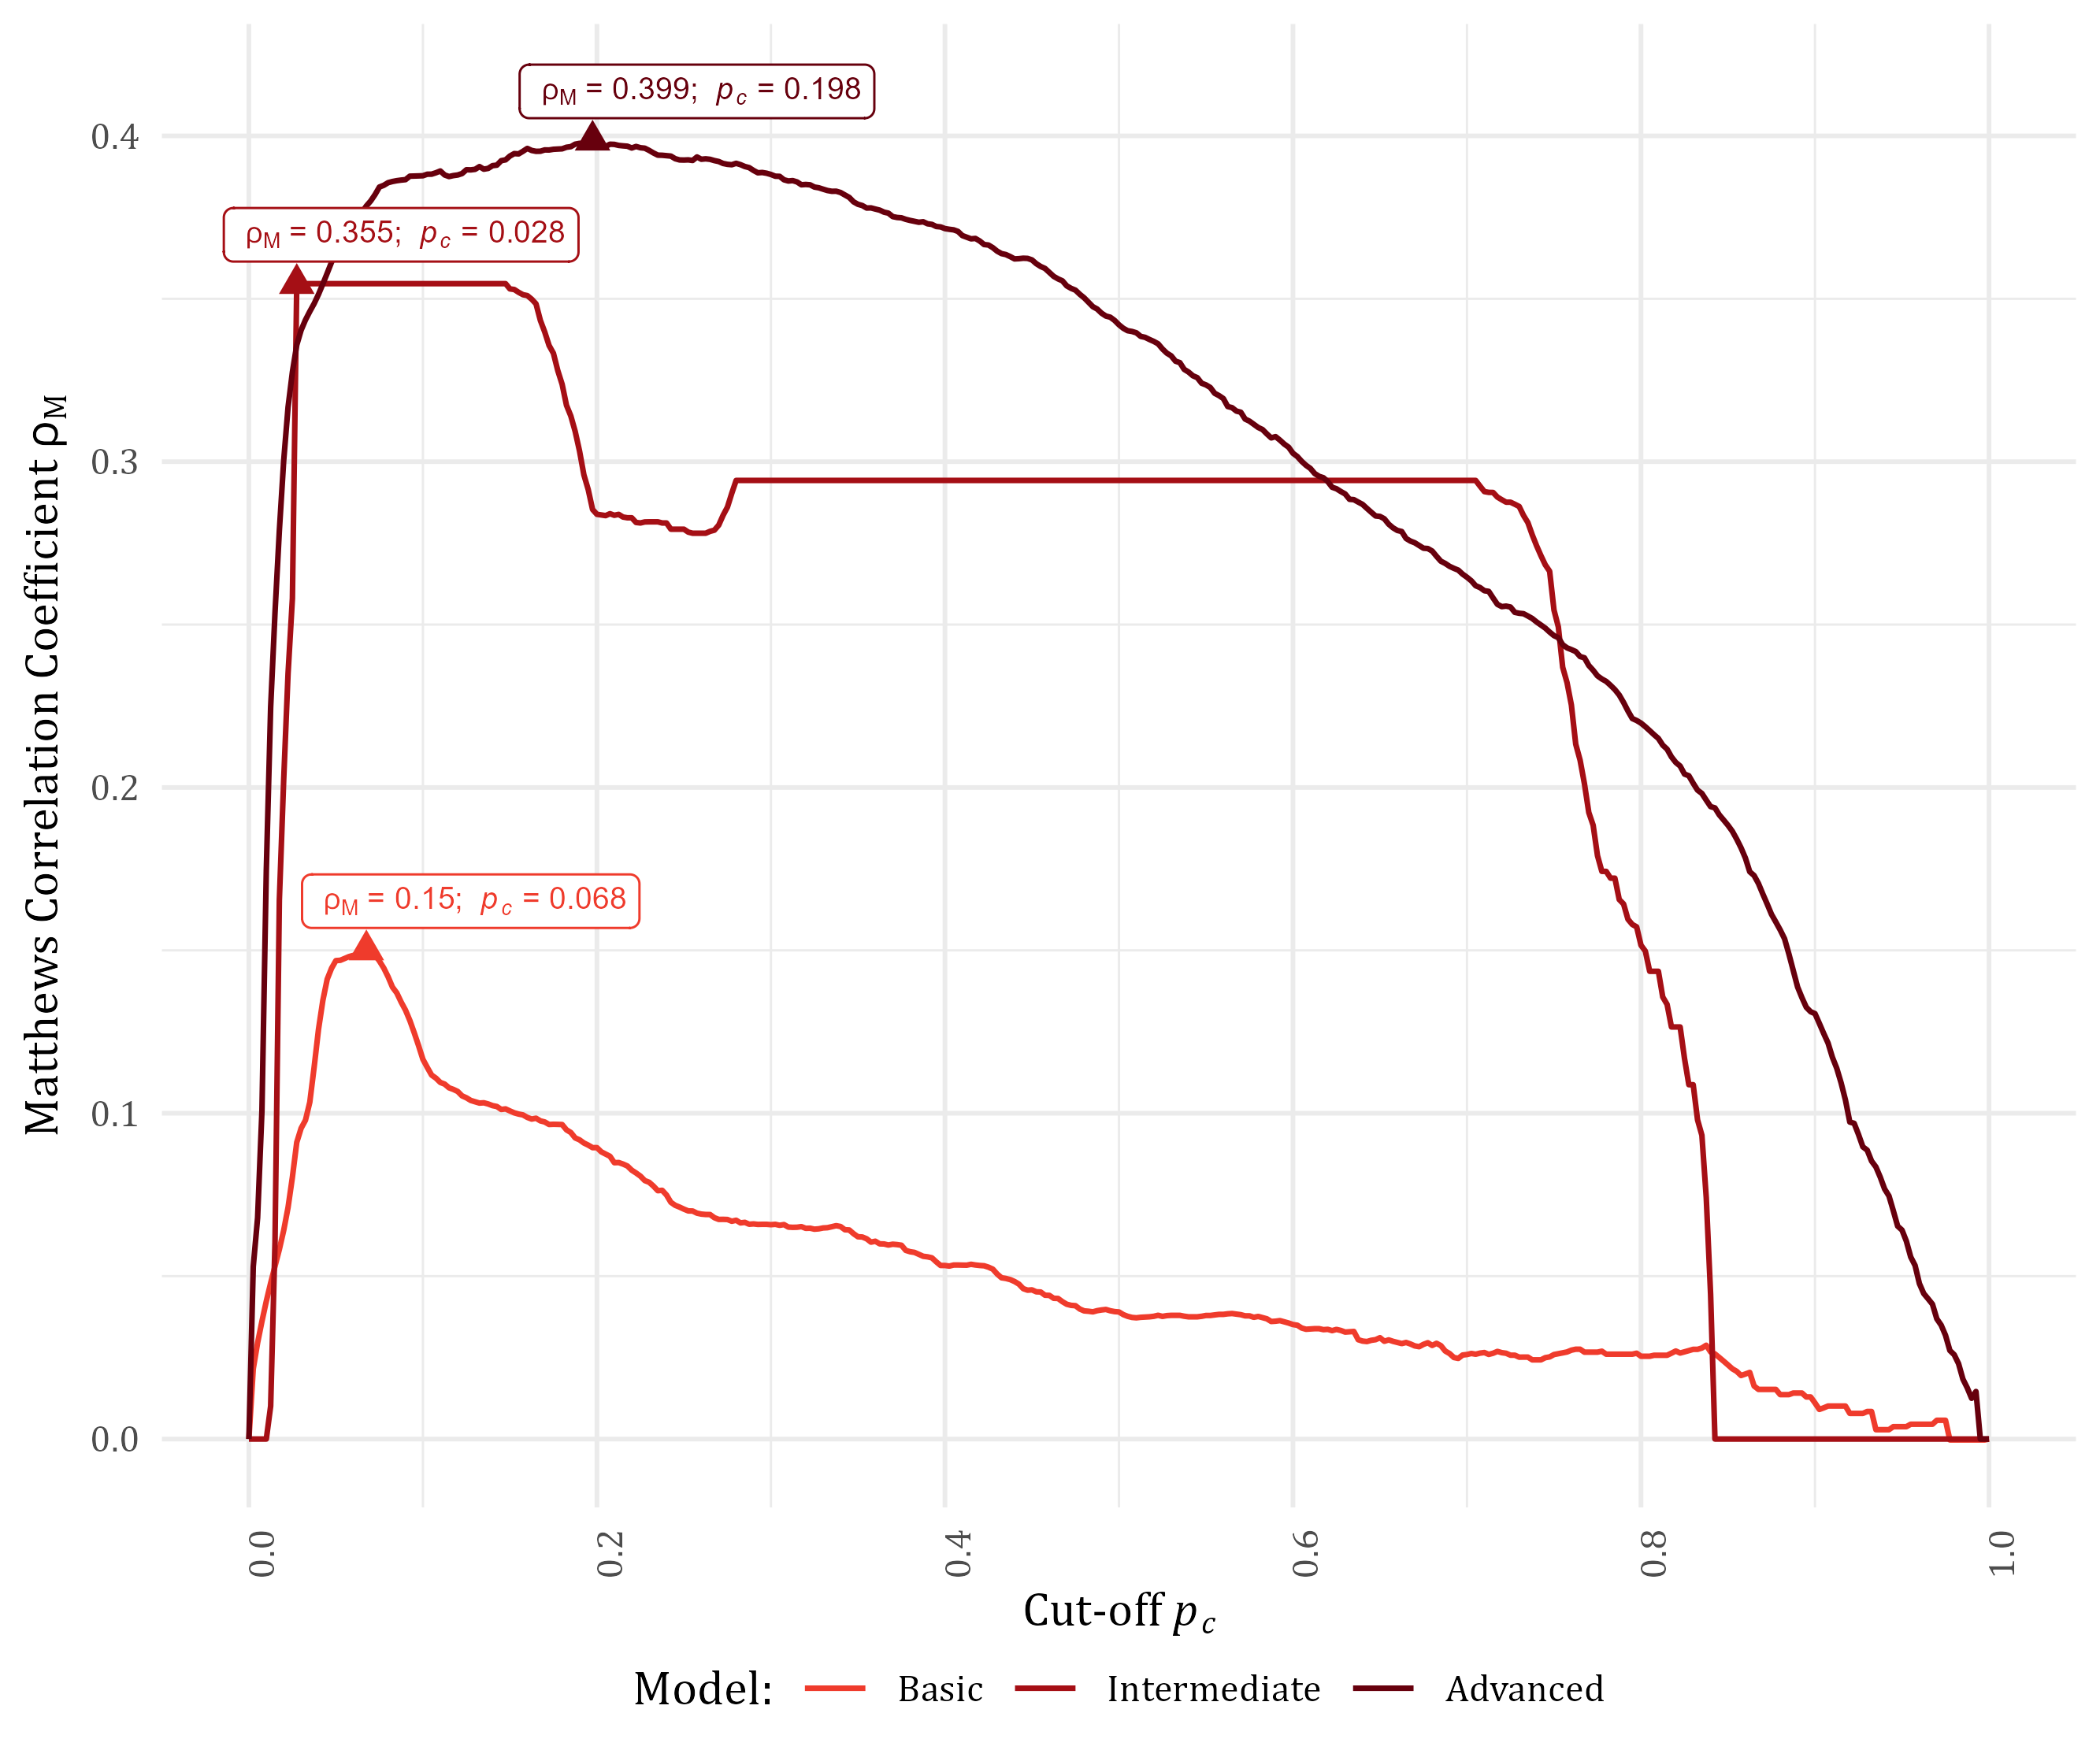 ρM = 0.399; pc = 0.198
ρM = 0.355; pc = 0.028
ρM = 0.15; pc = 0.068
Matthews Correlation Coefficient ρM
0.4
0.3
0.2
0.1
0.0
0.0 0.2 0.4 0.6 0.8 1.0
Cut-off pc
Model: Basic Intermediate Advanced